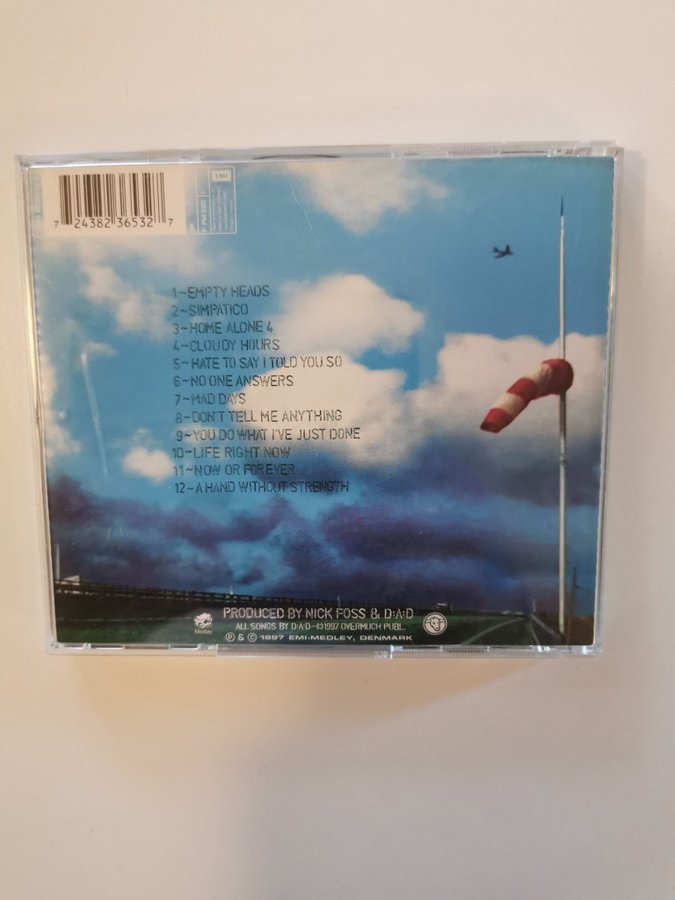 7 24382 36532 7
EMI
1~EMPTY HEADS
2~SIMPATICO
3~HOME ALONE 4
4~CLOUDY HOURS
5~HATE TO SAY I TOLD YOU SO
6~NO ONE ANSWERS
7~MAD DAYS
8~DON'T TELL ME ANYTHING
9~YOU DO WHAT I'VE JUST DONE
10~LIFE RIGHT NOW
11~NOW OR FOREVER
12~A HAND WITHOUT STRENGTH
PRODUCED BY NICK FOSS & D:A:D
ALL SONGS BY D:A:D–©1997 OVERMUCH PUBL.
Medley
℗ & © 1997 EMI-MEDLEY, DENMARK